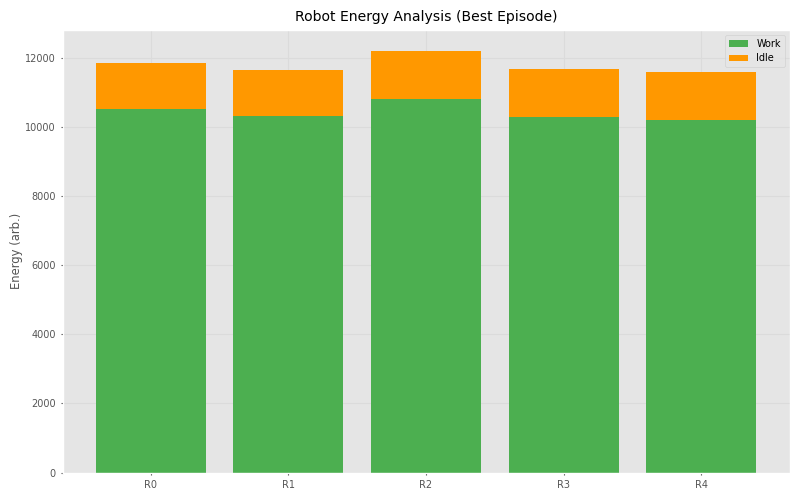 Robot Energy Analysis (Best Episode)
Work
Idle
Energy (arb.)
12000
10000
8000
6000
4000
2000
0
R0 R1 R2 R3 R4